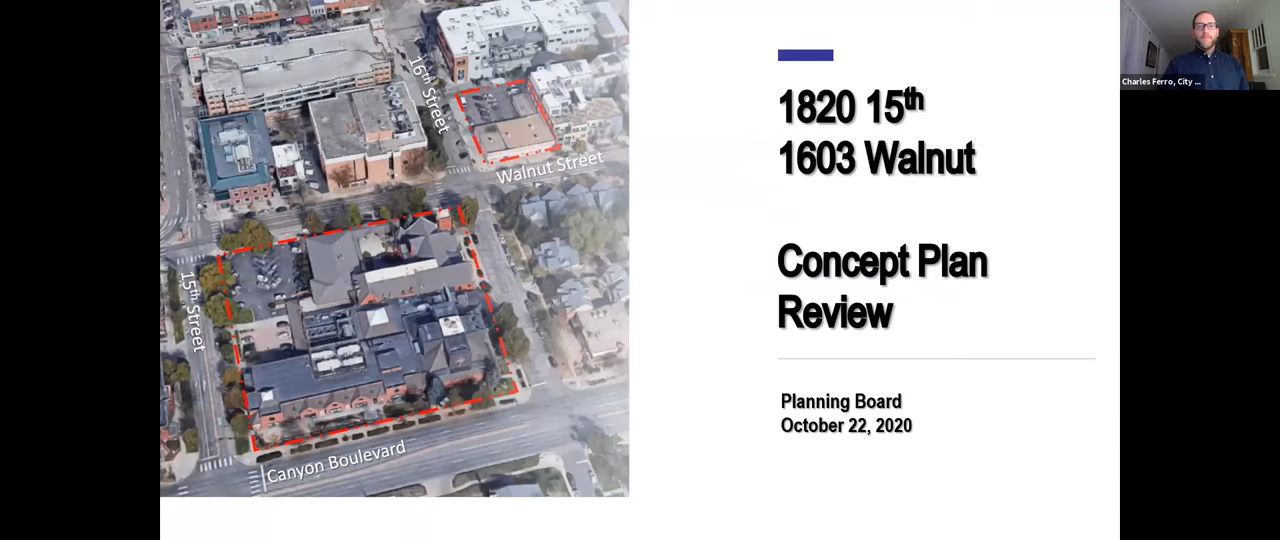 16th Street
Walnut Street
15th Street
Canyon Boulevard
1820 15th
1603 Walnut
Concept Plan
Review
Planning Board
October 22, 2020
Charles Ferro, City ...